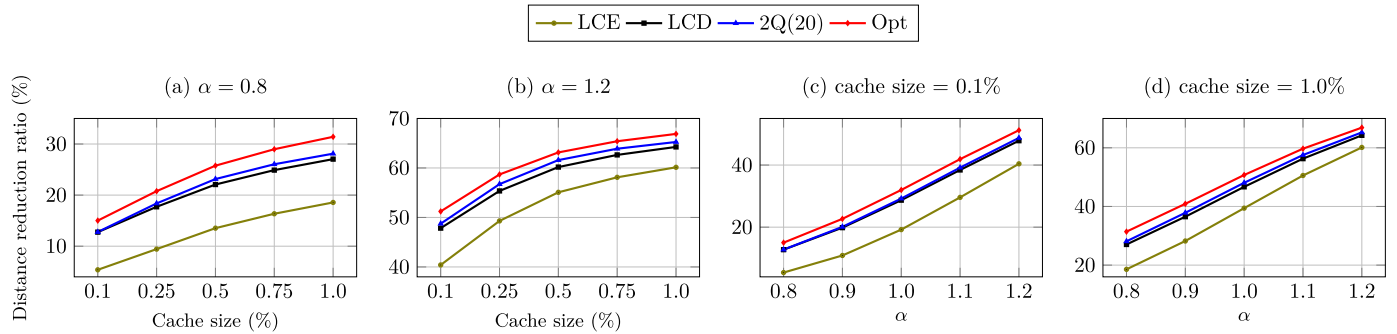 LCE LCD 2Q(20) Opt
Distance reduction ratio (%)
(a) α = 0.8
30
20
10
0.1 0.25 0.5 0.75 1.0
Cache size (%)
(b) α = 1.2
70
60
50
40
0.1 0.25 0.5 0.75 1.0
Cache size (%)
(c) cache size = 0.1%
40
20
0.8 0.9 1.0 1.1 1.2
α
(d) cache size = 1.0%
60
40
20
0.8 0.9 1.0 1.1 1.2
α